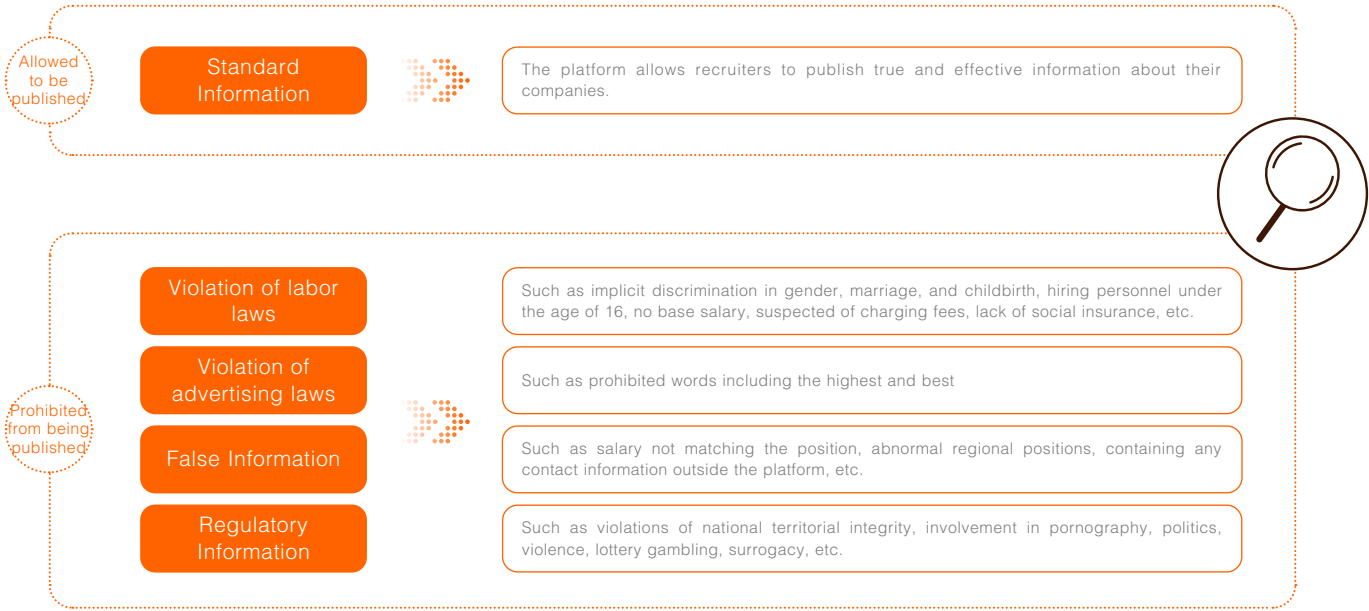 Allowed
to be
published
Standard
Information
The platform allows recruiters to publish true and effective information about their
companies.
Prohibited
from being
published
Violation of labor
laws
Such as implicit discrimination in gender, marriage, and childbirth, hiring personnel under
the age of 16, no base salary, suspected of charging fees, lack of social insurance, etc.
Violation of
advertising laws
Such as prohibited words including the highest and best
False Information
Such as salary not matching the position, abnormal regional positions, containing any
contact information outside the platform, etc.
Regulatory
Information
Such as violations of national territorial integrity, involvement in pornography, politics,
violence, lottery gambling, surrogacy, etc.